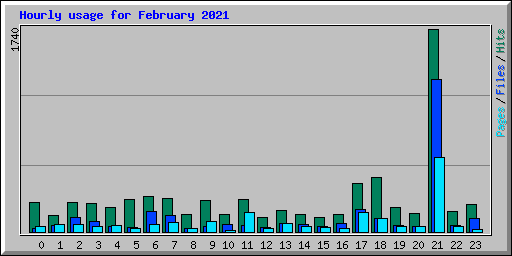 Hourly usage for February 2021
1740
Pages/Files/Hits
0 1 2 3 4 5 6 7 8 9 10 11 12 13 14 15 16 17 18 19 20 21 22 23